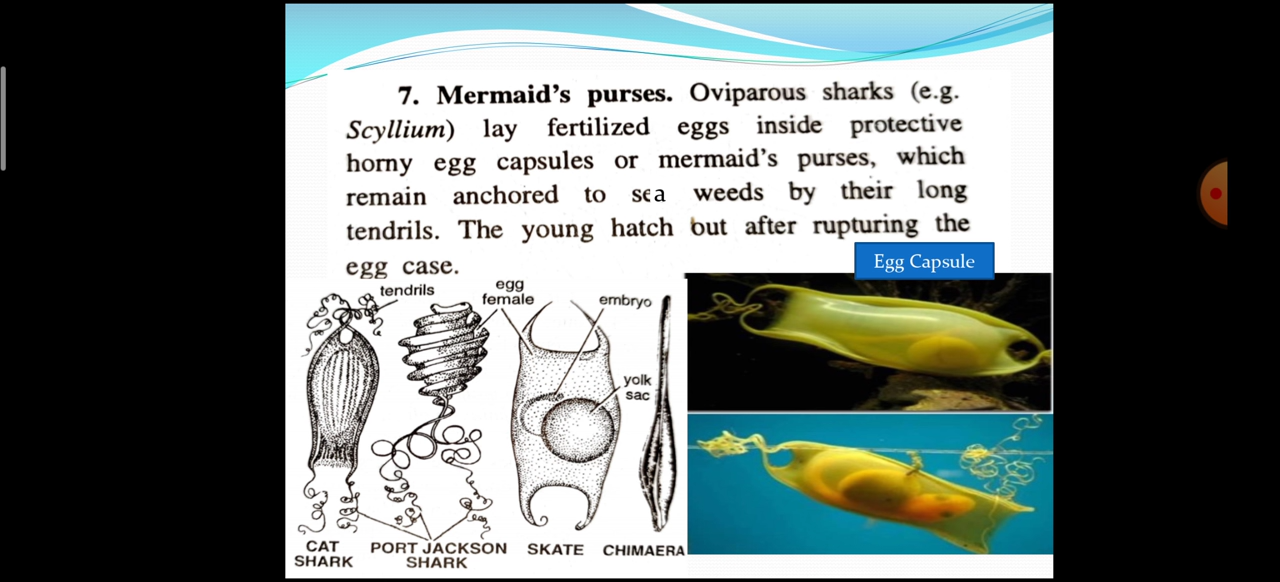 7. Mermaid's purses. Oviparous sharks (e.g.
Scyllium) lay fertilized eggs inside protective
horny egg capsules or mermaid's purses, which
remain anchored to sea weeds by their long
tendrils. The young hatch out after rupturing the
egg case.
Egg Capsule
tendrils
egg
female
embryo
yolk
sac
CAT
SHARK
PORT JACKSON
SHARK
SKATE
CHIMAERA